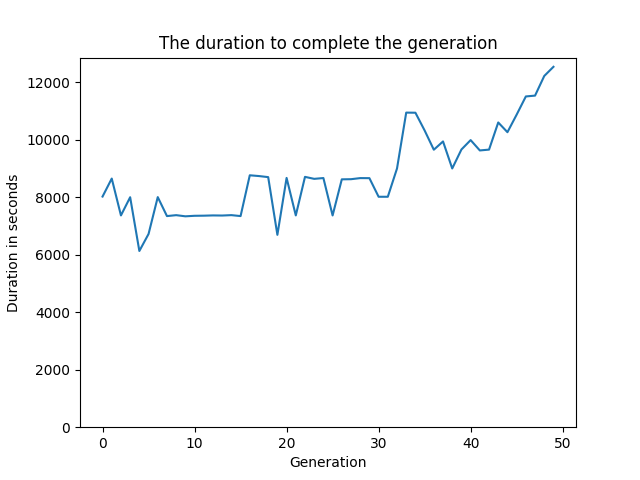 The duration to complete the generation
12000
10000
8000
6000
4000
2000
0
Duration in seconds
0 10 20 30 40 50
Generation